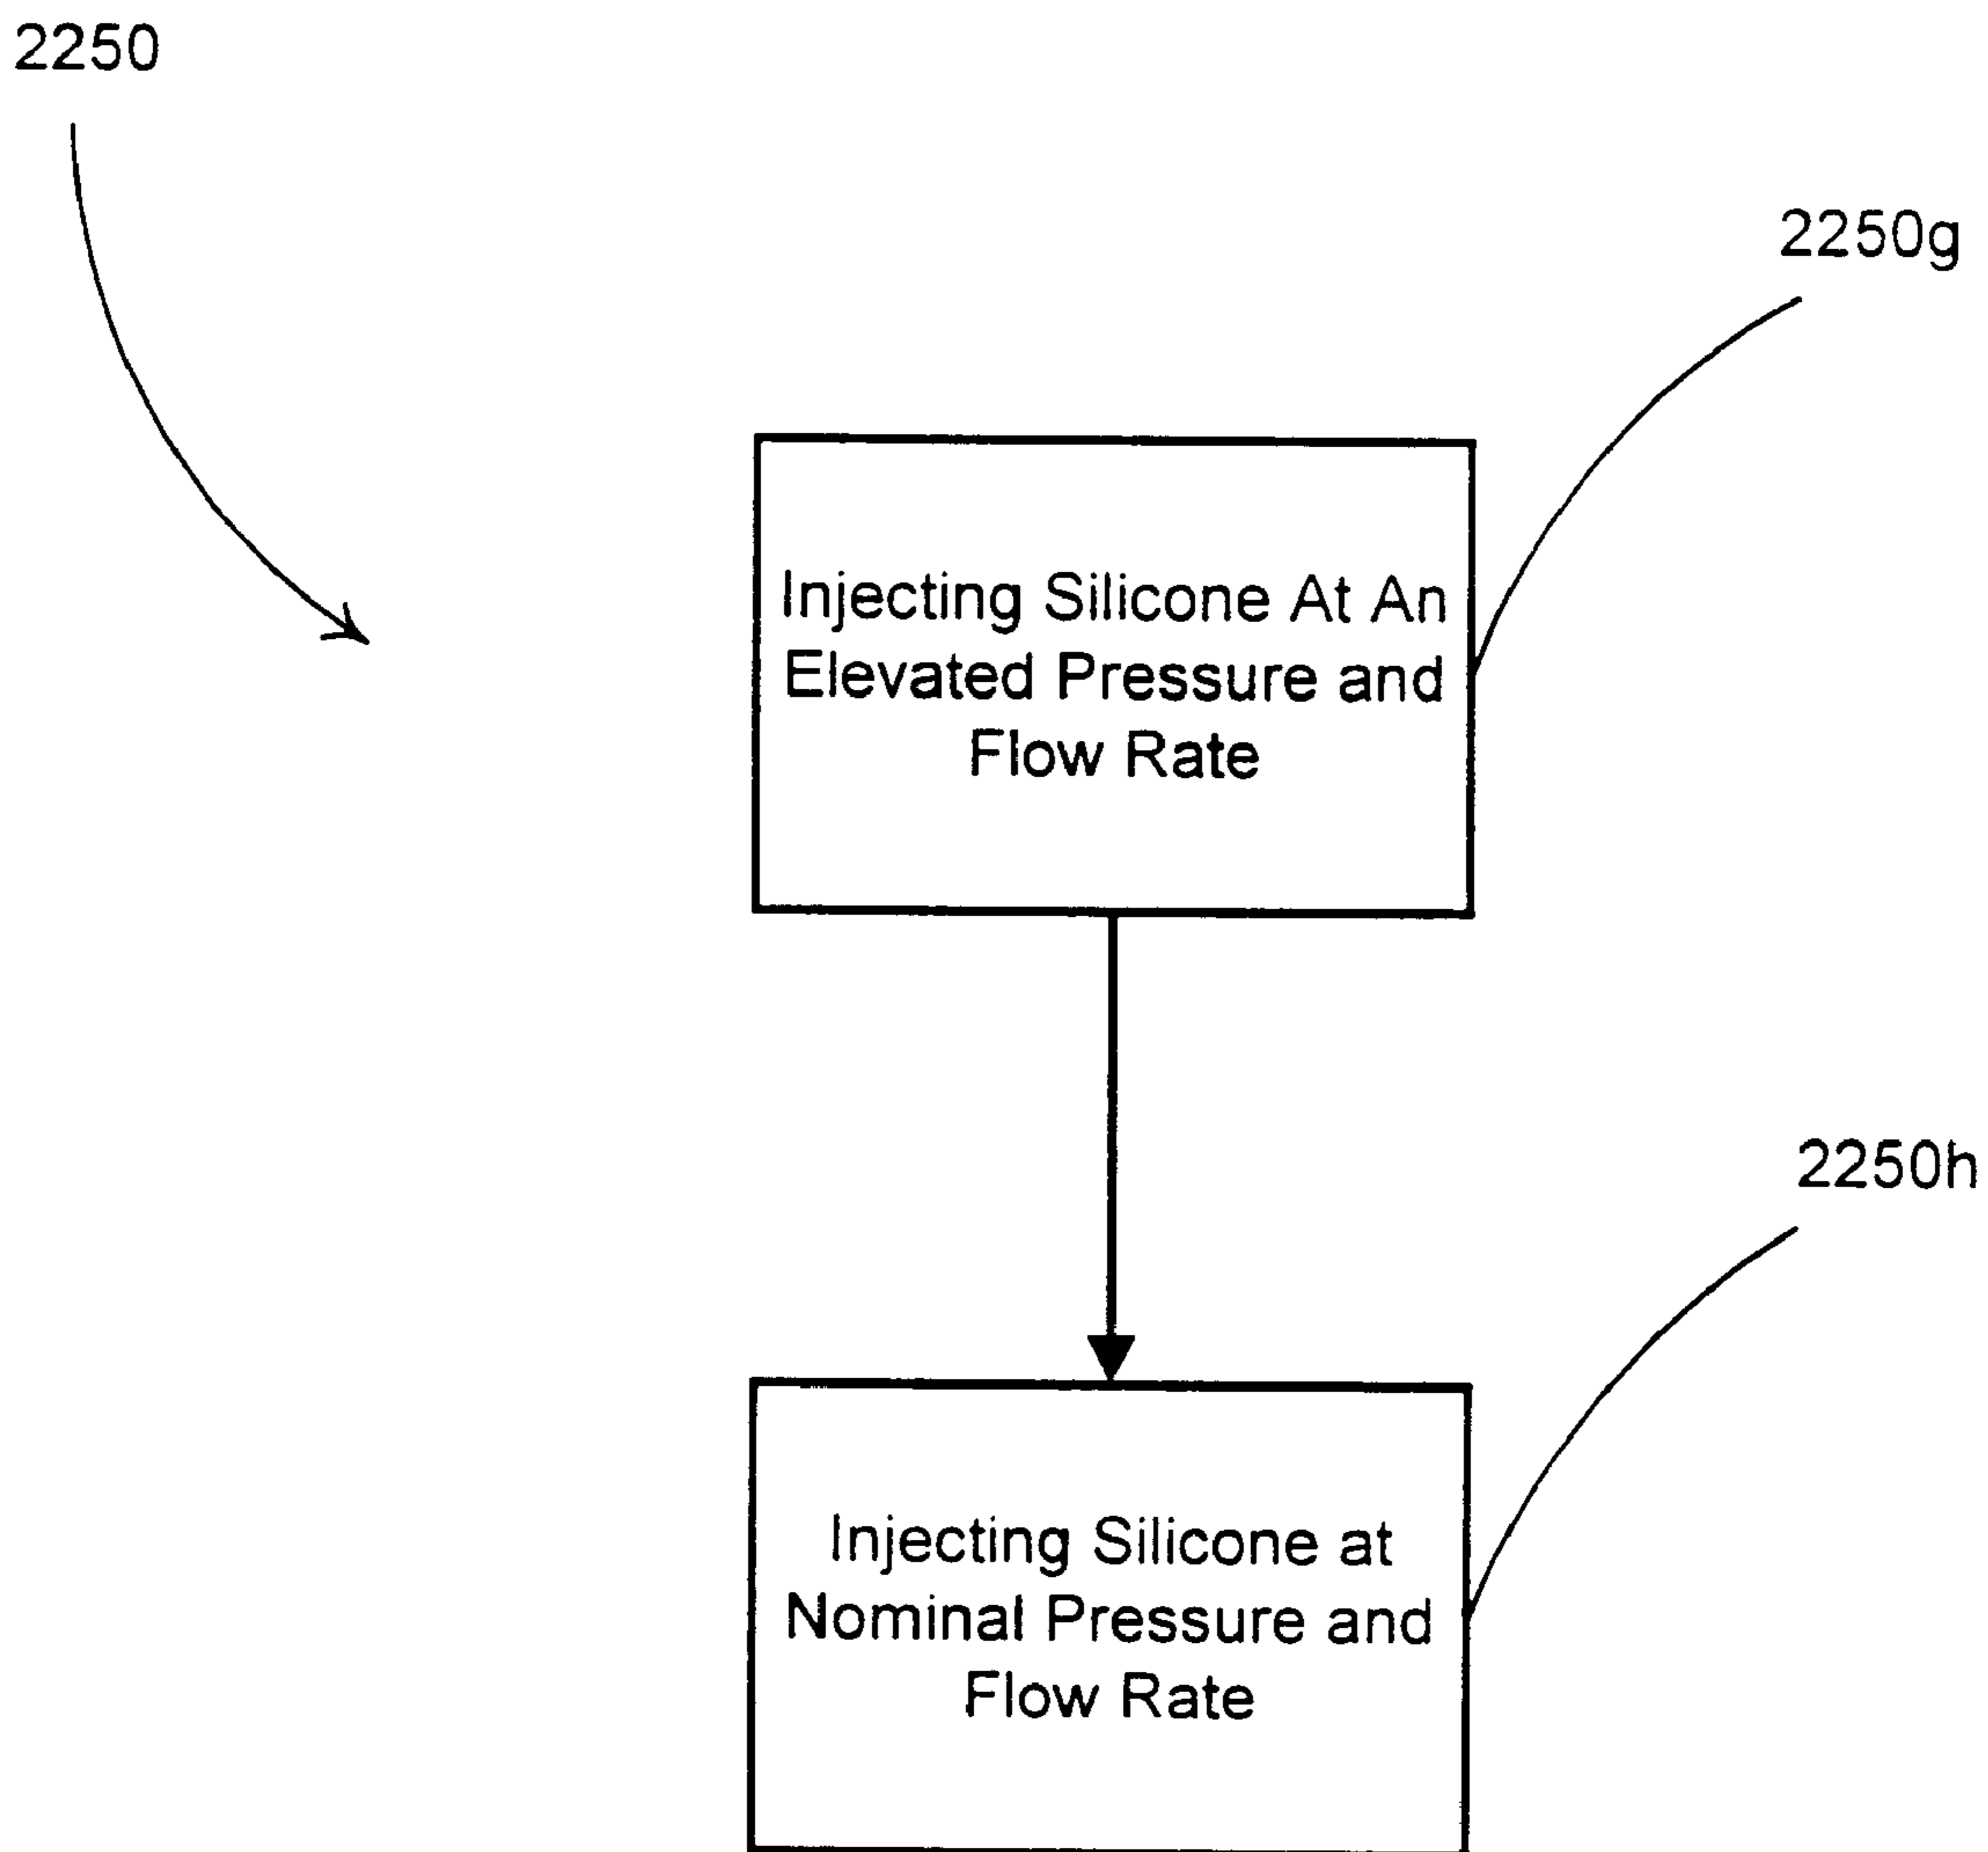 2250
2250g
Injecting Silicone At An
Elevated Pressure and
Flow Rate
2250h
Injecting Silicone at
Nominal Pressure and
Flow Rate